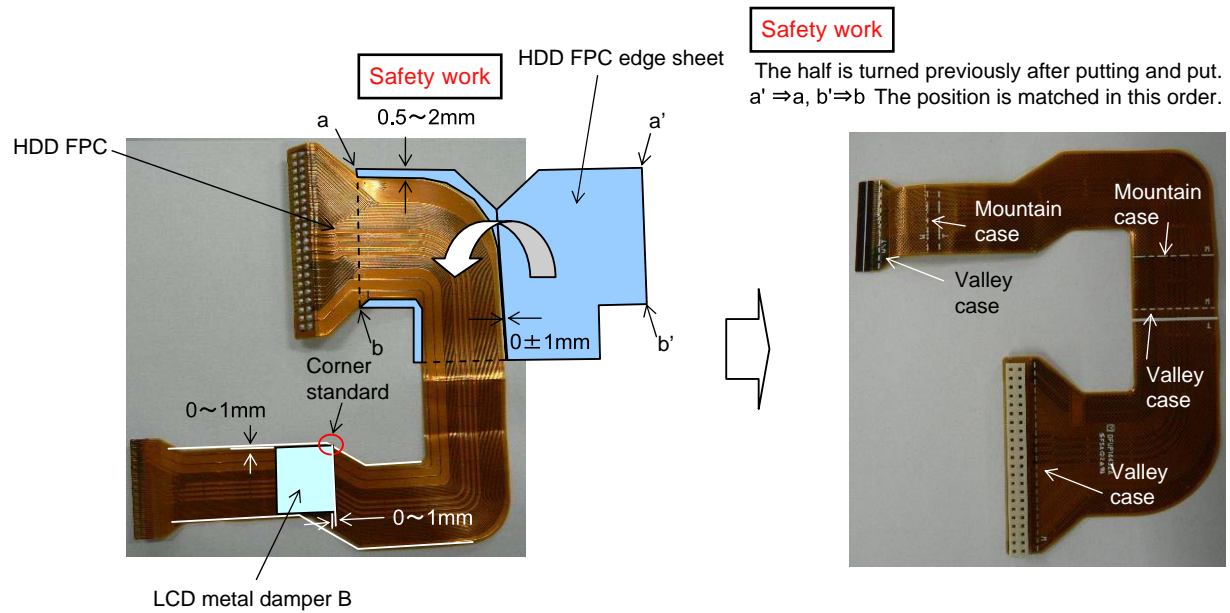 Safety work
HDD FPC edge sheet
Safety work
The half is turned previously after putting and put.
a' ⇒a, b'⇒b The position is matched in this order.
a
0.5～2mm
a'
HDD FPC
Mountain
case
Mountain
case
Valley
case
b
0±1mm
b'
Corner
standard
Valley
case
0～1mm
Valley
case
0～1mm
LCD metal damper B